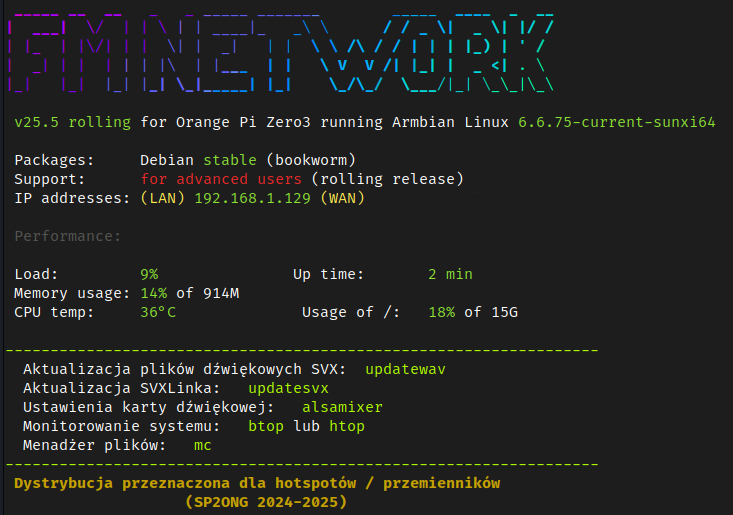 FMNETWORK
v25.5 rolling for Orange Pi Zero3 running Armbian Linux 6.6.75-current-sunxi64
Packages: Debian stable (bookworm)
Support: for advanced users (rolling release)
IP addresses: (LAN) 192.168.1.129 (WAN)
Performance:
Load: 9% Up time: 2 min
Memory usage: 14% of 914M
CPU temp: 36°C Usage of /: 18% of 15G
Aktualizacja plików dźwiękowych SVX: updatewav
Aktualizacja SVXLinka: updatesvx
Ustawienia karty dźwiękowej: alsamixer
Monitorowanie systemu: btop lub htop
Menadżer plików: mc
Dystrybucja przeznaczona dla hotspotów / przemienników
(SP2ONG 2024-2025)